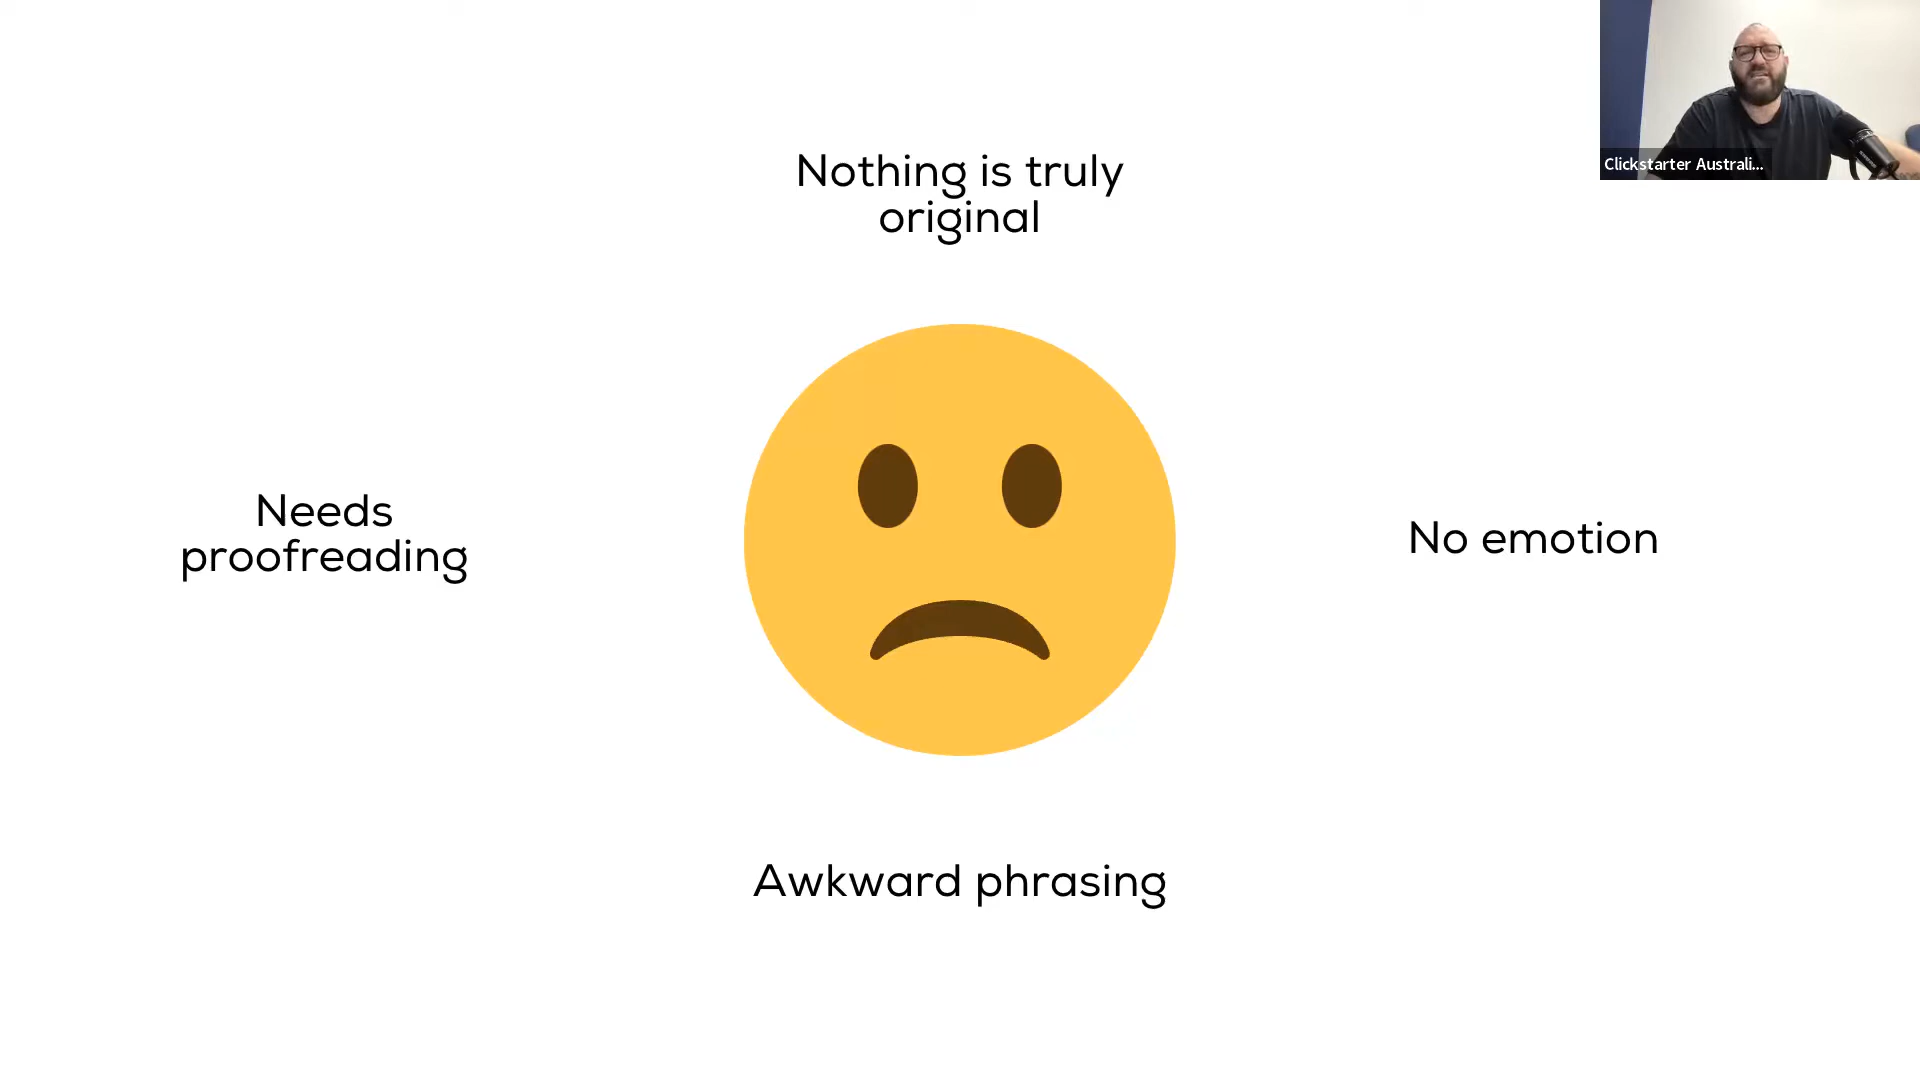 Clickstarter Australi...
Nothing is truly
original
Needs
proofreading
No emotion
Awkward phrasing